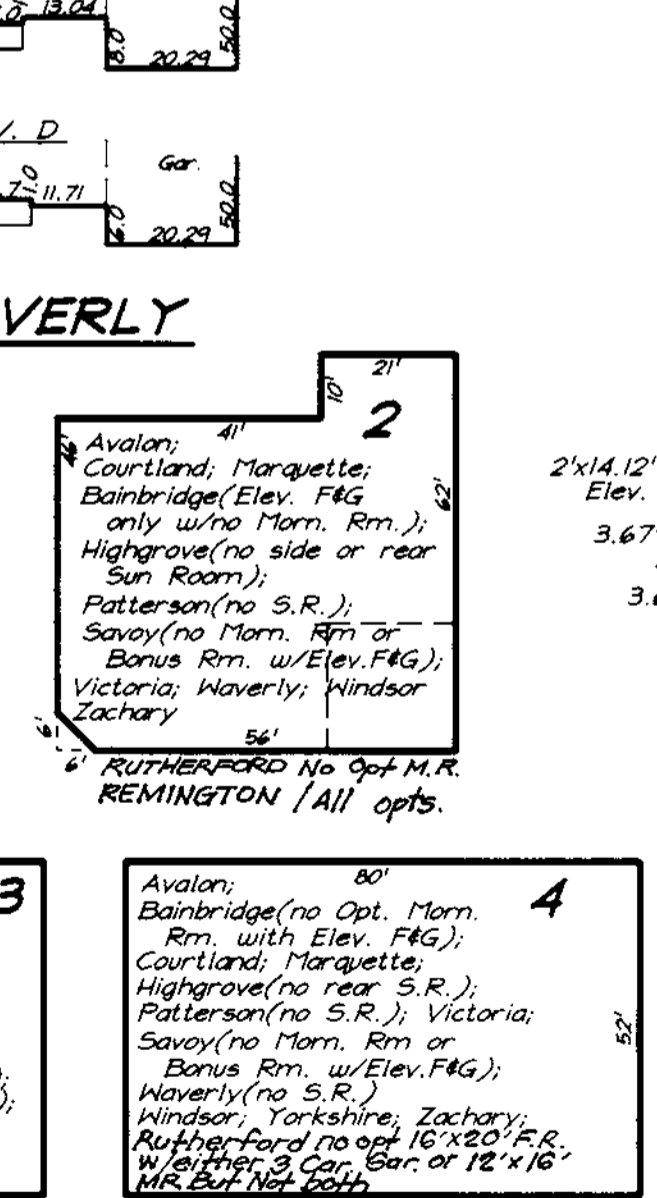 13.04
8.0
20.29
50.0
. D
Gar.
1.0
11.71
6.0
20.29
50.0
VERLY
21'
10'
2
41'
46'
62'
Avalon;
Courtland; Marquette;
Bainbridge(Elev. F&G
only w/no Morn. Rm.);
Highgrove(no side or rear
Sun Room);
Patterson(no S.R.);
Savoy(no Morn. Rm or
Bonus Rm. w/Elev.F&G);
Victoria; Waverly; Windsor
Zachary
6'
6'
56'
RUTHERFORD No Opt M.R.
REMINGTON / All opts.
2'x14.12'
Elev.
3.67
3.
3
80'
4
52'
Avalon;
Bainbridge(no Opt. Morn.
Rm. with Elev. F&G);
Courtland; Marquette;
Highgrove(no rear S.R.);
Patterson(no S.R.); Victoria;
Savoy(no Morn. Rm or
Bonus Rm. w/Elev.F&G);
Waverly(no S.R.)
Windsor; Yorkshire; Zachary;
Rutherford no opt 16'x20' F.R.
w/either 3 Car. Gar. or 12'x16'
MR But Not both